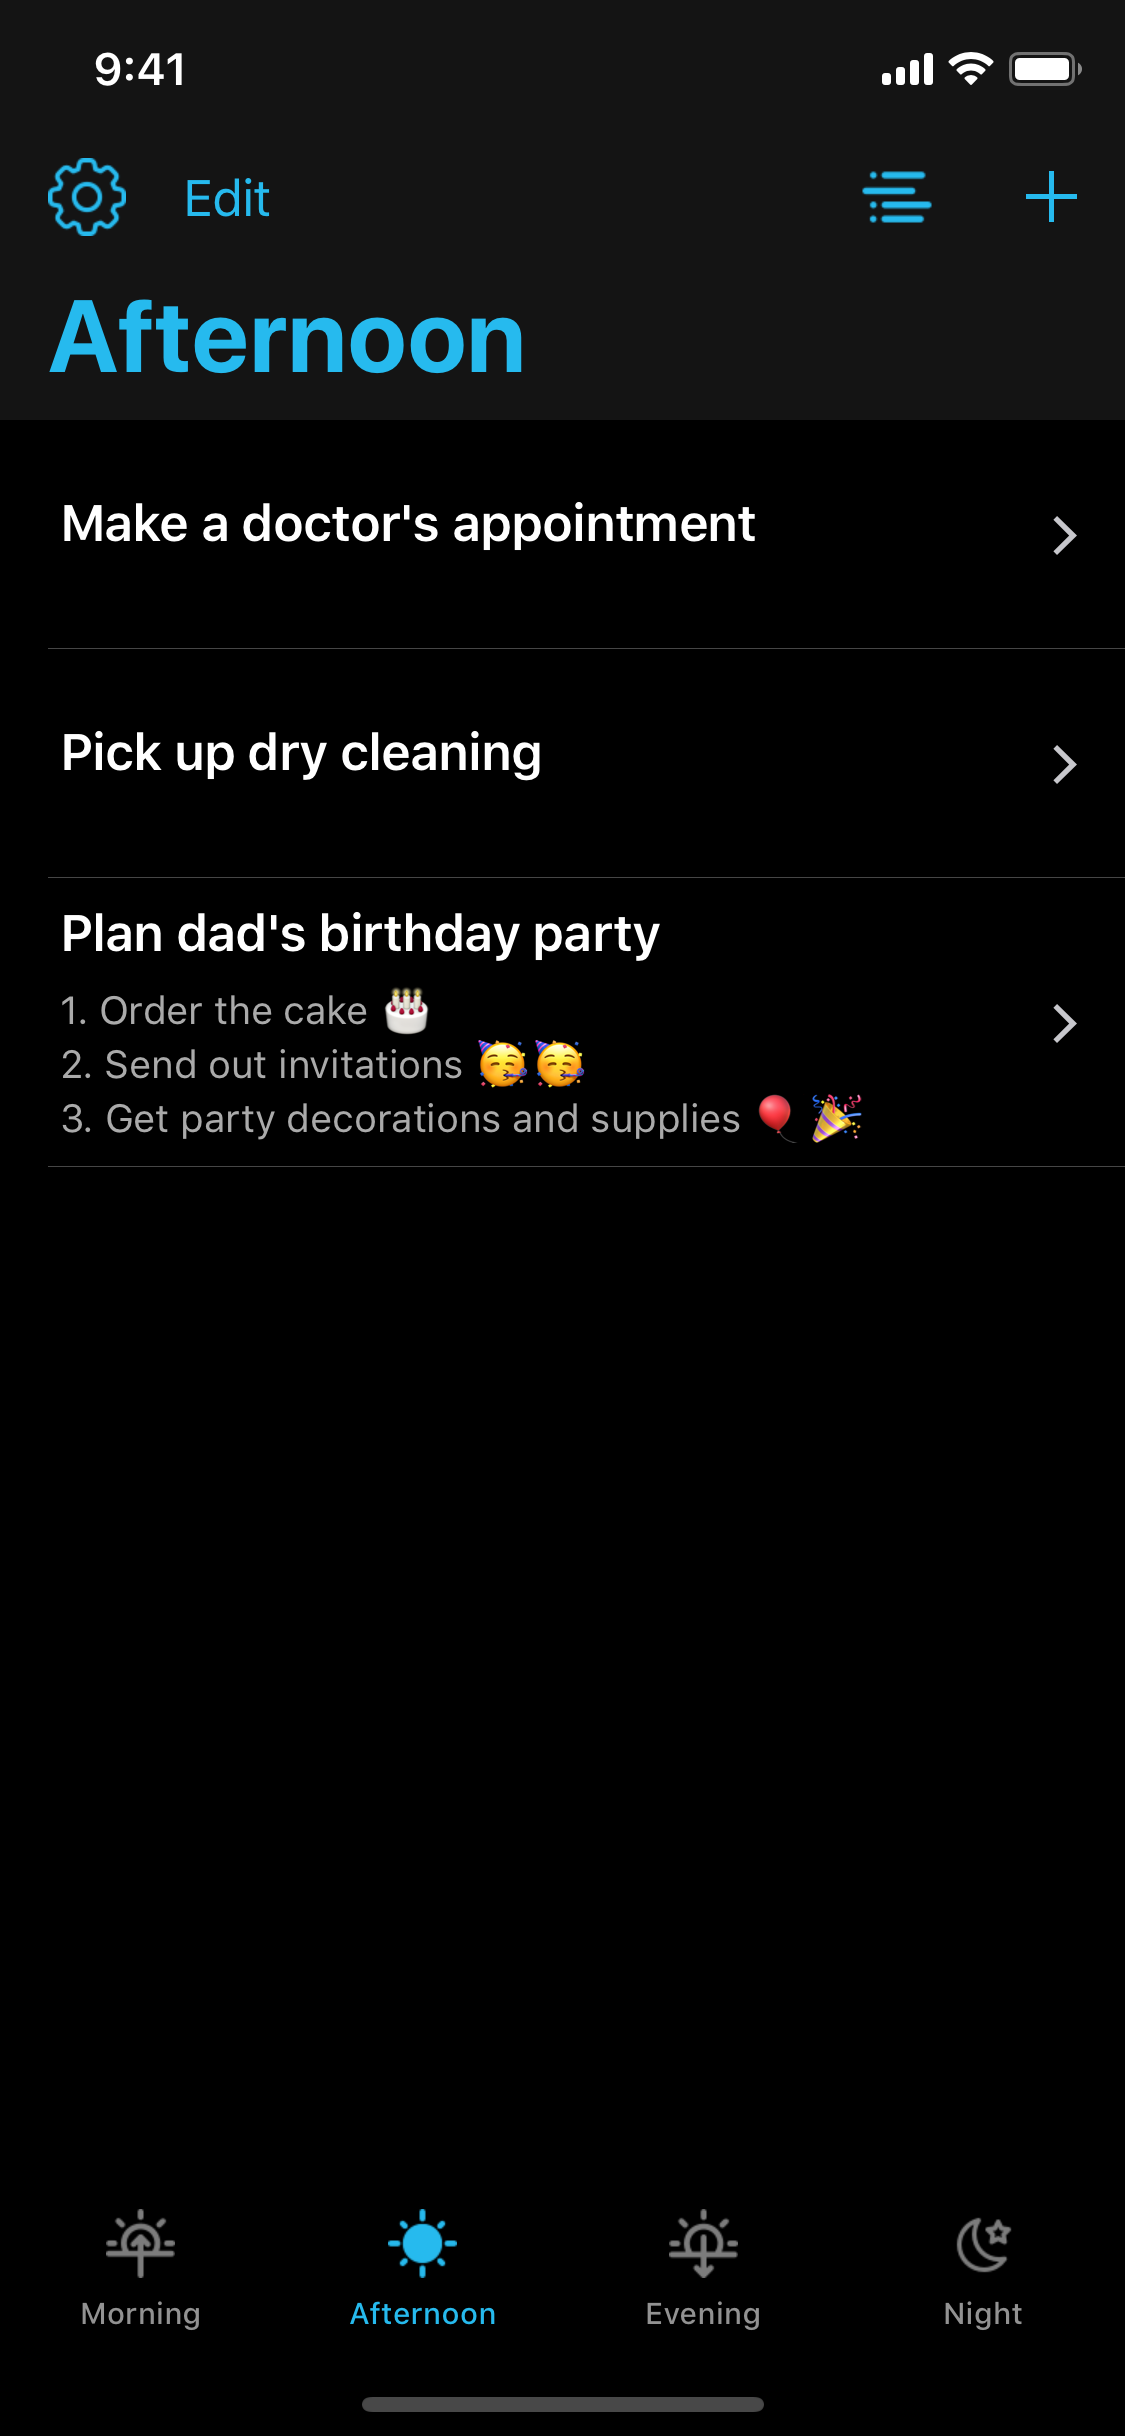 9:41
Edit
Afternoon
Make a doctor's appointment
Pick up dry cleaning
Plan dad's birthday party
1. Order the cake 🎂
2. Send out invitations 🥳🥳
3. Get party decorations and supplies 🎈🎉
Morning
Afternoon
Evening
Night